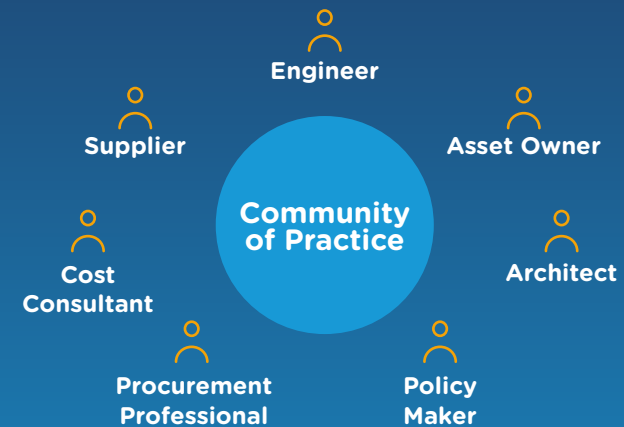 Engineer
Supplier
Asset Owner
Community
of Practice
Cost
Consultant
Architect
Procurement
Professional
Policy
Maker